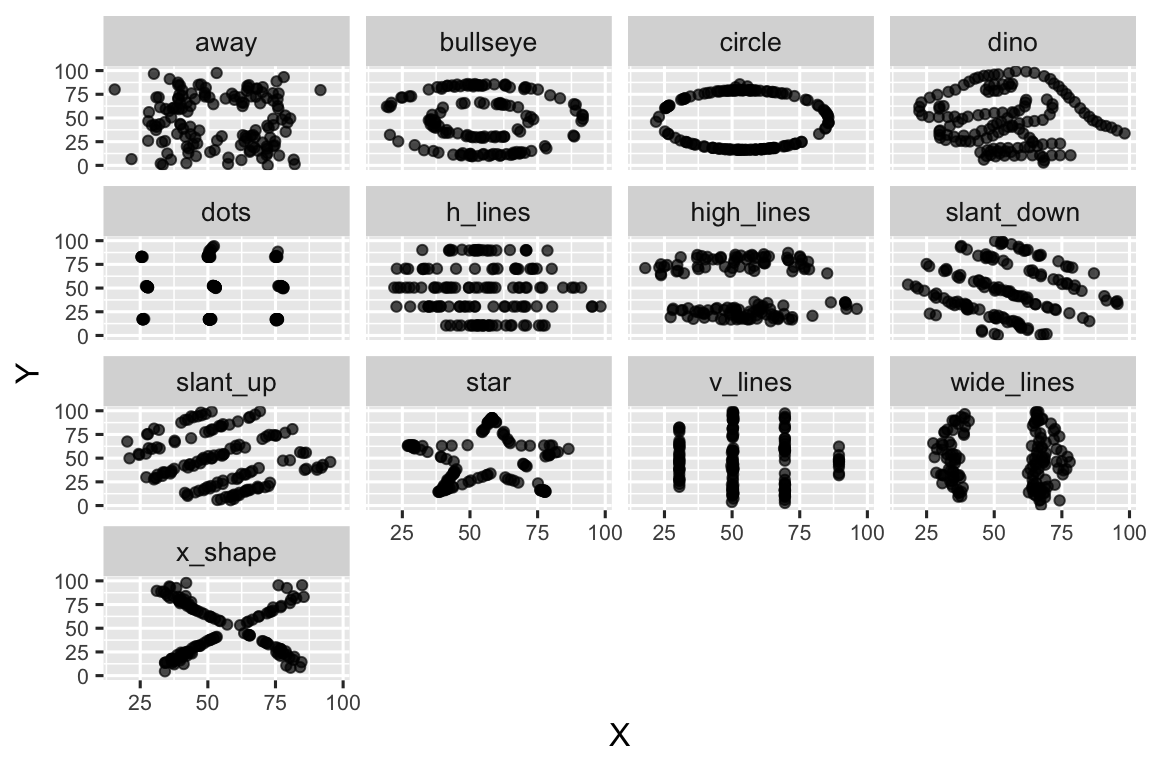 away bullseye circle dino
100
75
50
25
0
dots h_lines high_lines slant_down
100
75
50
25
0
slant_up star v_lines wide_lines
100
75
50
25
0
25 50 75 100 25 50 75 100 25 50 75 100
x_shape
100
75
50
25
0
25 50 75 100
X
Y